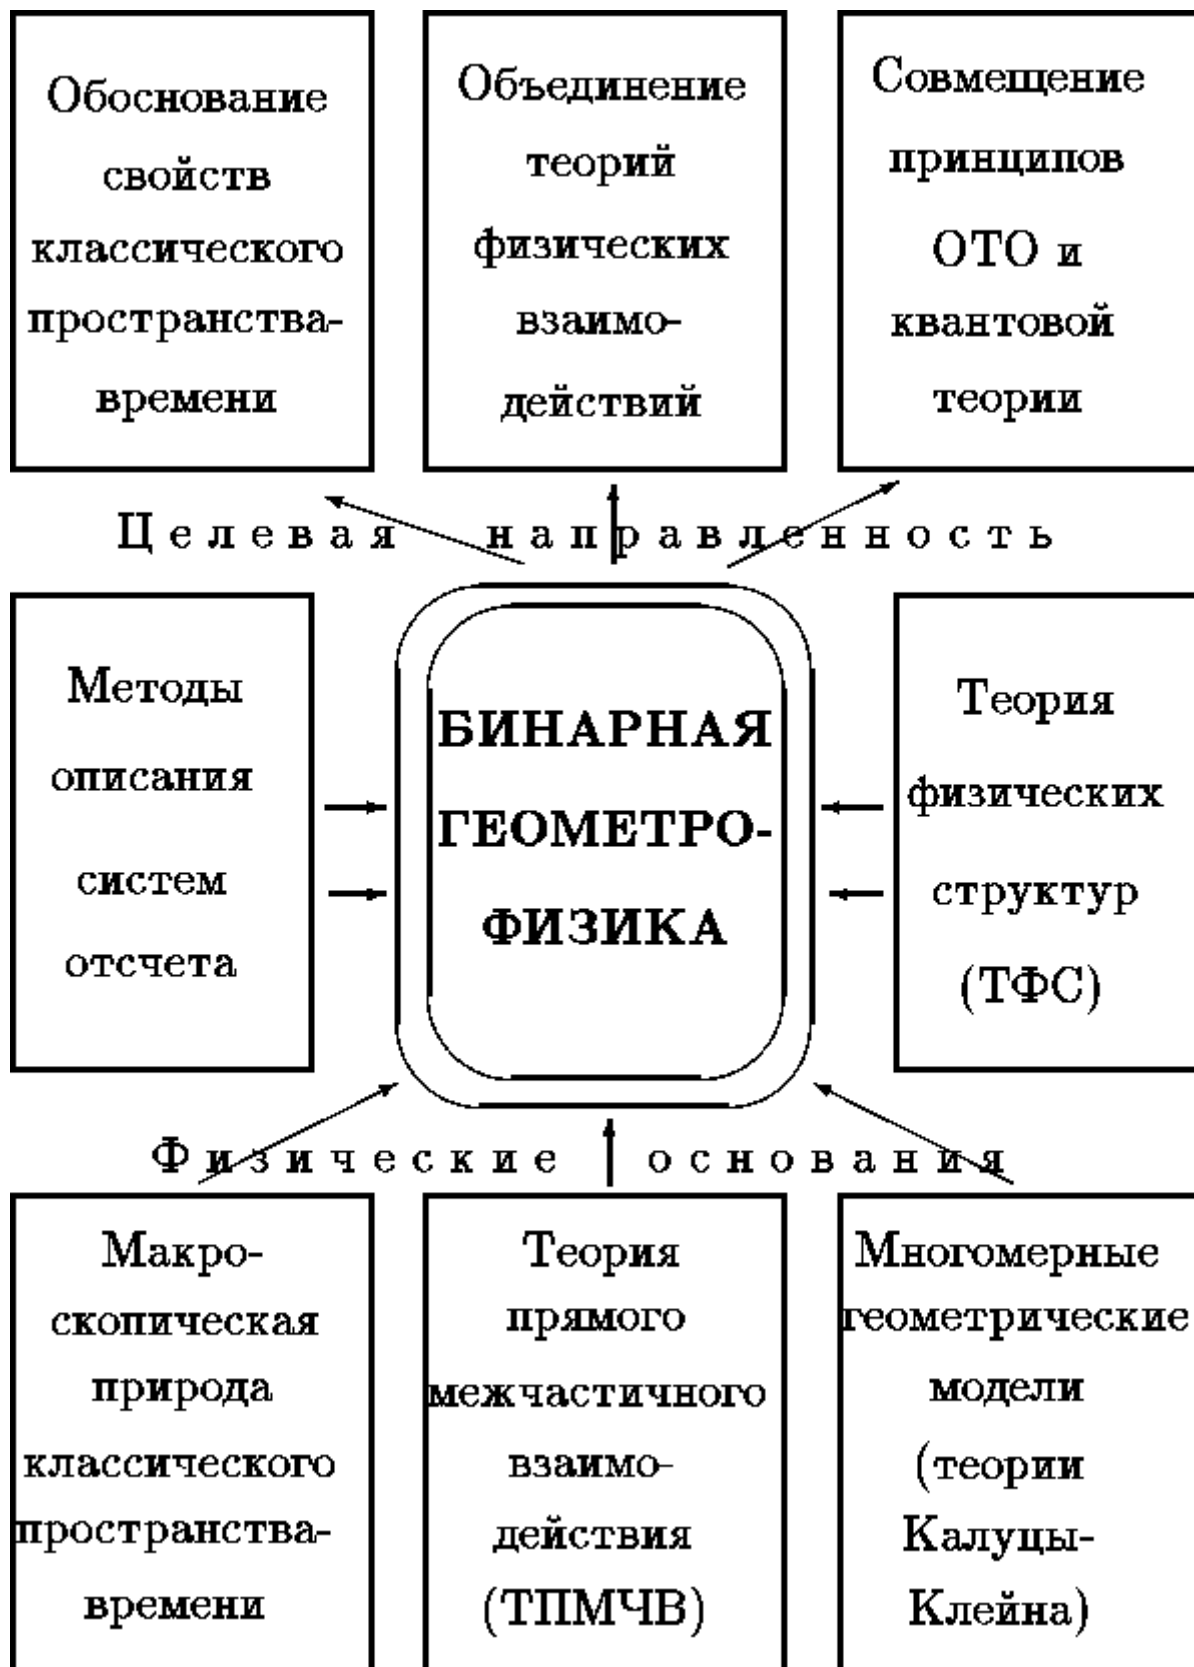 Обоснование
свойств
классического
пространства-
времени
Объединение
теорий
физических
взаимо-
действий
Совмещение
принципов
ОТО и
квантовой
теории
Целевая направленность
Методы
описания
систем
отсчета
БИНАРНАЯ
ГЕОМЕТРО-
ФИЗИКА
Теория
физических
структур
(ТФС)
Физические основания
Макро-
скопическая
природа
классического
пространства-
времени
Теория
прямого
межчастичного
взаимо-
действия
(ТПМЧВ)
Многомерные
геометрические
модели
(теории
Калуцы-
Клейна)